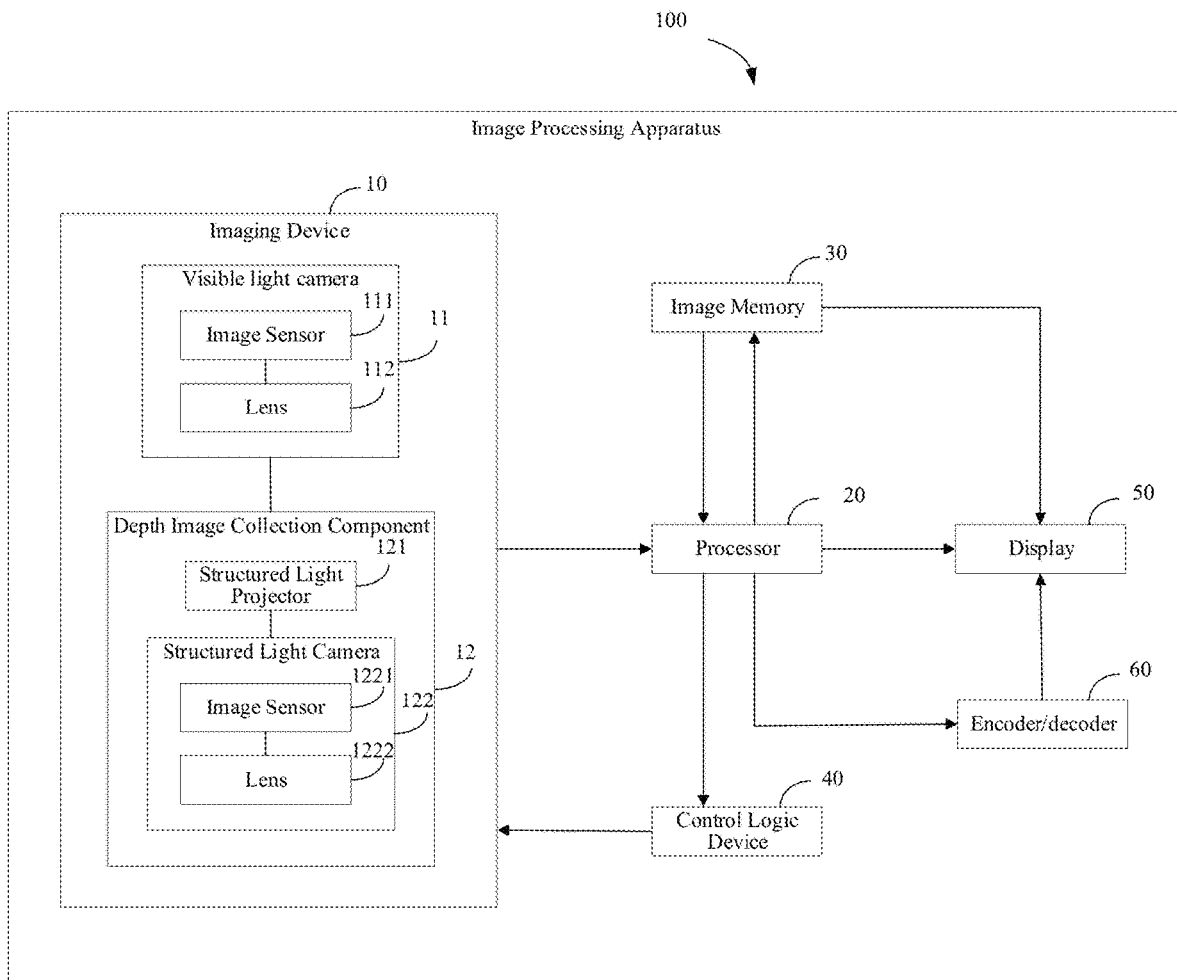 100
Image Processing Apparatus
10
Imaging Device
Visible light camera
111
Image Sensor
11
112
Lens
Depth Image Collection Component
121
Structured Light
Projector
Structured Light Camera
12
1221
Image Sensor
122
1222
Lens
30
Image Memory
20
Processor
50
Display
60
Encoder/decoder
40
Control Logic
Device